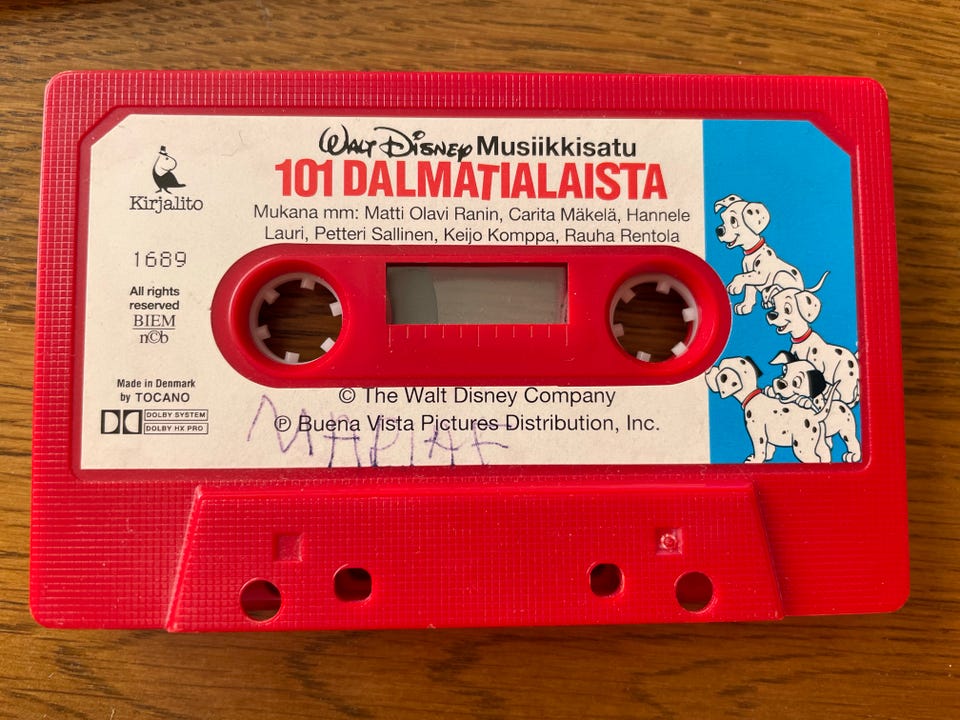 Walt Disney Musiikkisatu
101 DALMATIALAISTA
Mukana mm: Matti Olavi Ranin, Carita Mäkelä, Hannele
Lauri, Petteri Sallinen, Keijo Komppa, Rauha Rentola
Kirjalito
1689
All rights
reserved
BIEM
n©b
Made in Denmark
by TOCANO
DOLBY SYSTEM
DOLBY HX PRO
© The Walt Disney Company
℗ Buena Vista Pictures Distribution, Inc.